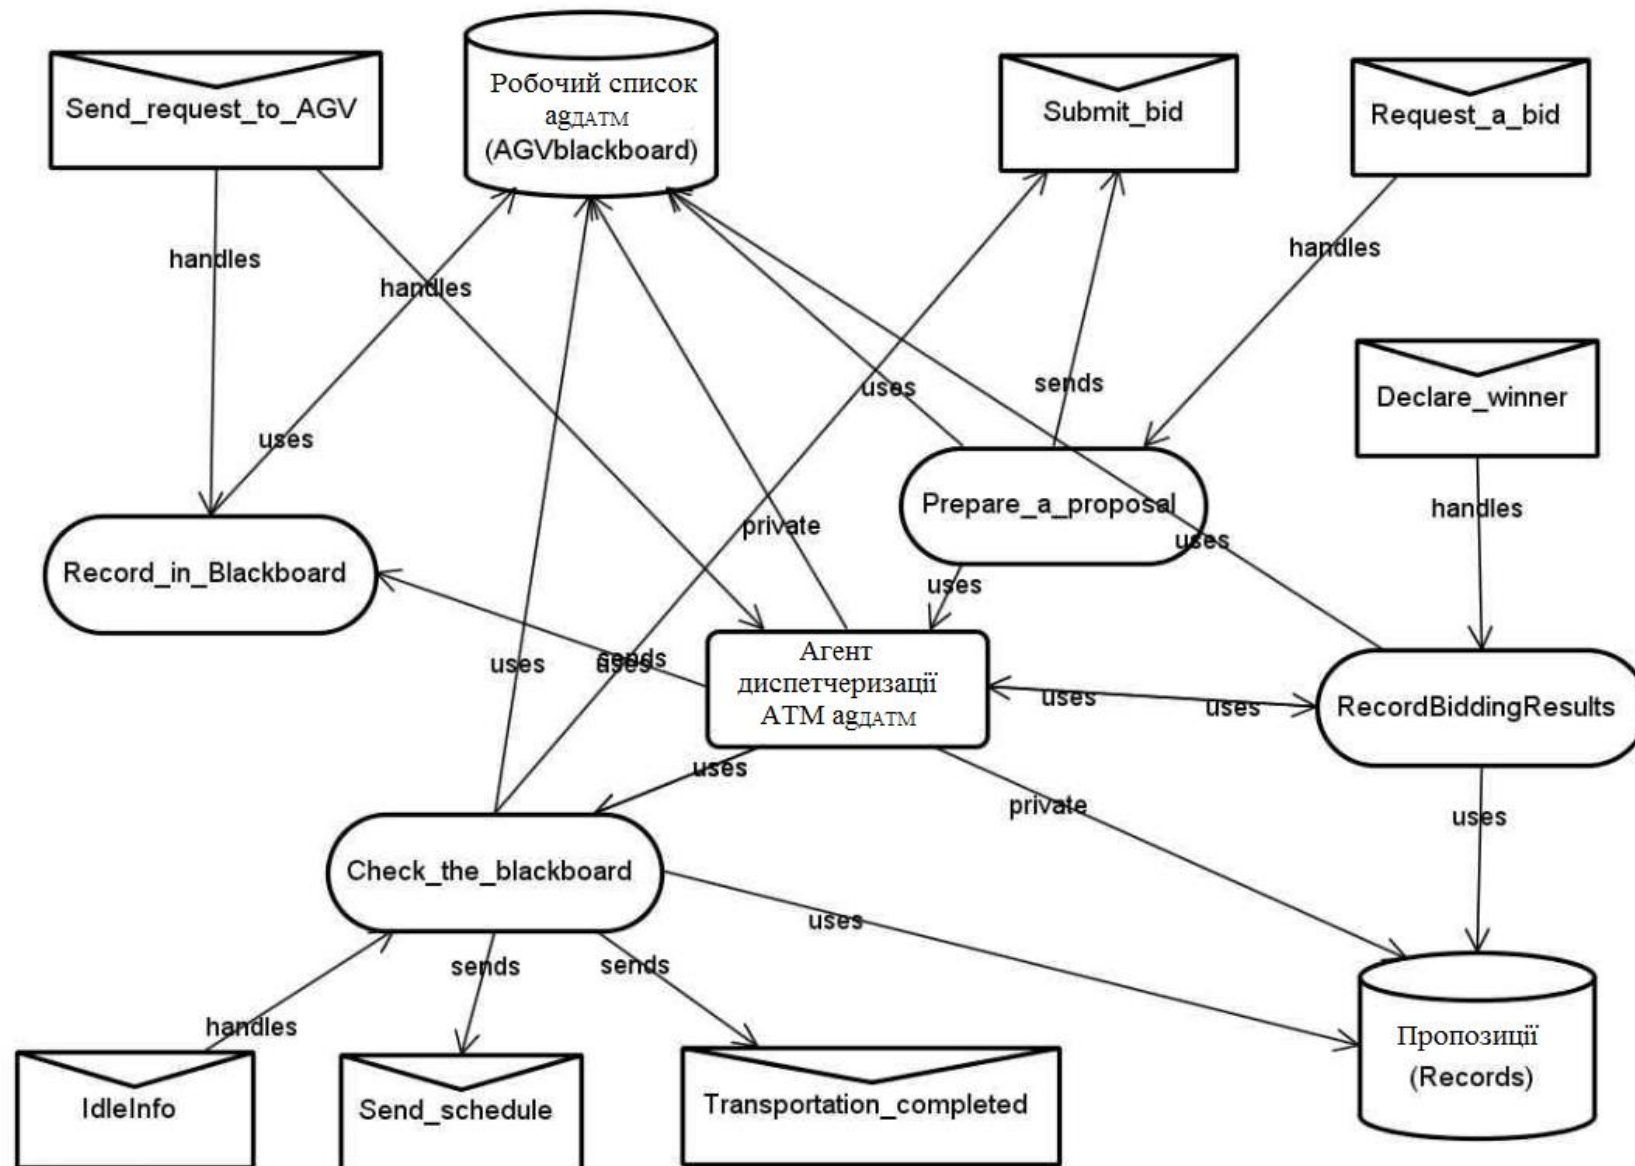 Send_request_to_AGV
Робочий список
agДАТМ
(AGVblackboard)
Submit_bid
Request_a_bid
handles
handles
handles
uses
sends
Declare_winner
uses
private
Prepare_a_proposal
handles
uses
Record_in_Blackboard
uses
uses
sends
uses
Агент
диспетчеризації
АТМ agДАТМ
uses
uses
RecordBiddingResults
uses
private
uses
Check_the_blackboard
uses
sends
sends
handles
Пропозиції
(Records)
IdleInfo
Send_schedule
Transportation_completed